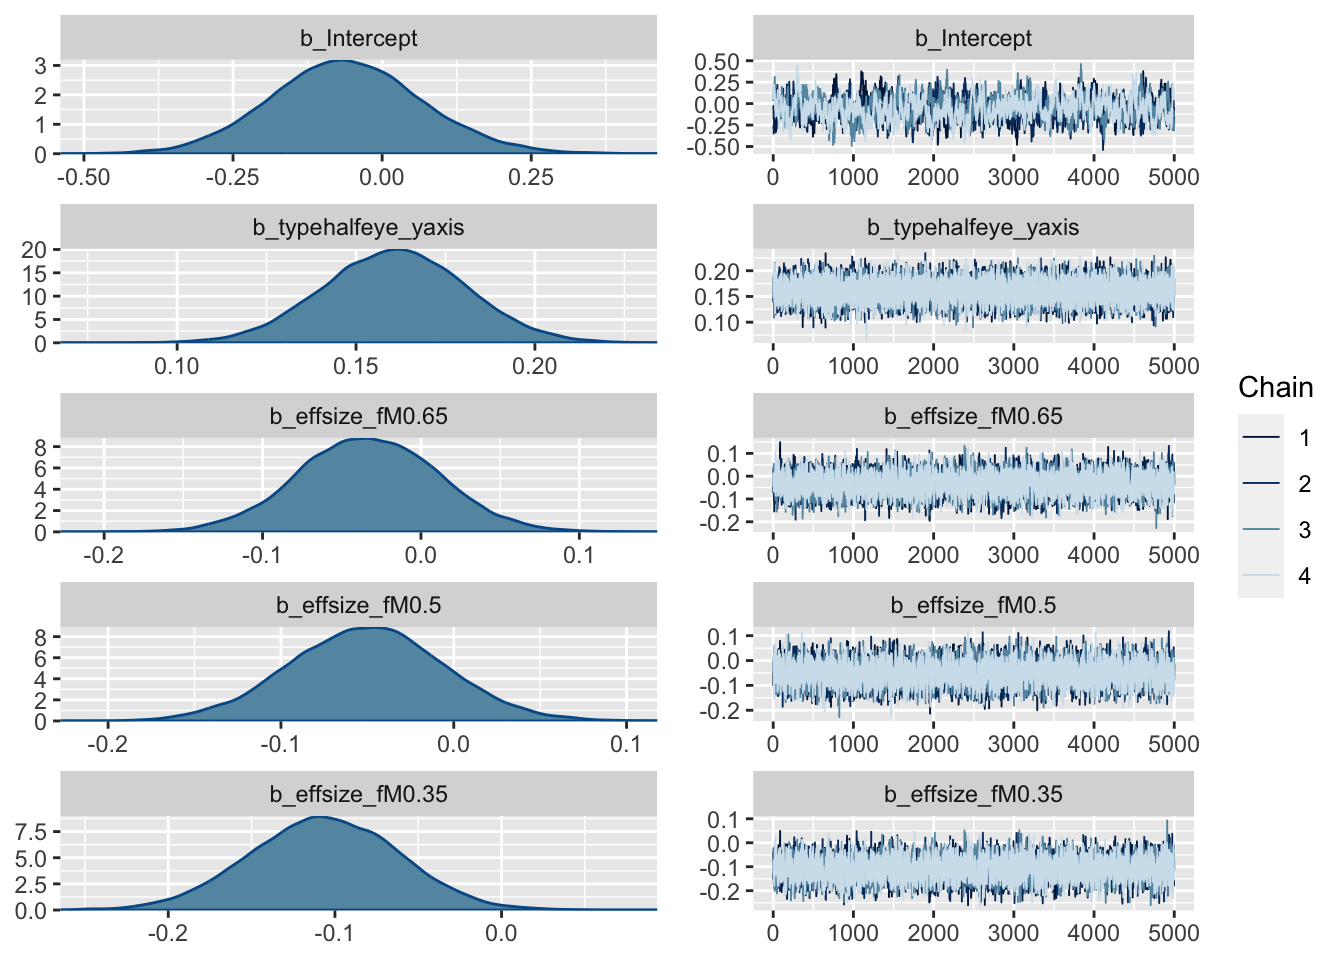 b_Intercept
3
2
1
0
-0.50 -0.25 0.00 0.25
b_Intercept
0.50
0.25
0.00
-0.25
-0.50
0 1000 2000 3000 4000 5000
b_typehalfeye_yaxis
20
15
10
5
0
0.10 0.15 0.20
b_typehalfeye_yaxis
0.20
0.15
0.10
0 1000 2000 3000 4000 5000
b_effsize_fM0.65
8
6
4
2
0
-0.2 -0.1 0.0 0.1
b_effsize_fM0.65
0.1
0.0
-0.1
-0.2
0 1000 2000 3000 4000 5000
b_effsize_fM0.5
8
6
4
2
0
-0.2 -0.1 0.0 0.1
b_effsize_fM0.5
0.1
0.0
-0.1
-0.2
0 1000 2000 3000 4000 5000
b_effsize_fM0.35
7.5
5.0
2.5
0.0
-0.2 -0.1 0.0
b_effsize_fM0.35
0.1
0.0
-0.1
-0.2
0 1000 2000 3000 4000 5000
Chain
1
2
3
4